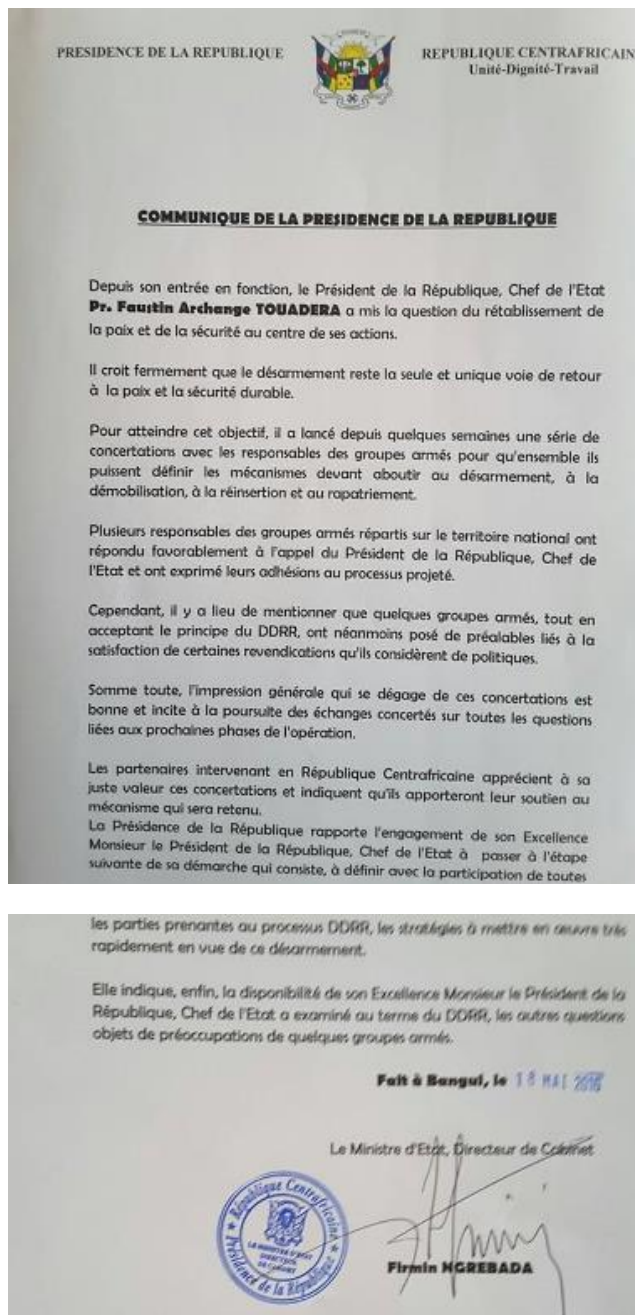 PRESIDENCE DE LA REPUBLIQUE
REPUBLIQUE CENTRAFRICAIN
Unité-Dignité-Travail
COMMUNIQUE DE LA PRESIDENCE DE LA REPUBLIQUE
Depuis son entrée en fonction, le Président de la République, Chef de l'Etat
Pr. Faustin Archange TOUADERA a mis la question du rétablissement de
la paix et de la sécurité au centre de ses actions.
Il croit fermement que le désarmement reste la seule et unique voie de retour
à la paix et la sécurité durable.
Pour atteindre cet objectif, il a lancé depuis quelques semaines une série de
concertations avec les responsables des groupes armés pour qu'ensemble ils
puissent définir les mécanismes devant aboutir au désarmement, à la
démobilisation, à la réinsertion et au rapatriement.
Plusieurs responsables des groupes armés répartis sur le territoire national ont
répondu favorablement à l'appel du Président de la République, Chef de
l'Etat et ont exprimé leurs adhésions au processus projeté.
Cependant, il y a lieu de mentionner que quelques groupes armés, tout en
acceptant le principe du DDRR, ont néanmoins posé de préalables liés à la
satisfaction de certaines revendications qu'ils considèrent de politiques.
Somme toute, l'impression générale qui se dégage de ces concertations est
bonne et incite à la poursuite des échanges concertés sur toutes les questions
liées aux prochaines phases de l'opération.
Les partenaires intervenant en République Centrafricaine apprécient à sa
juste valeur ces concertations et indiquent qu'ils apporteront leur soutien au
mécanisme qui sera retenu.
La Présidence de la République rapporte l'engagement de son Excellence
Monsieur le Président de la République, Chef de l'Etat à passer à l'étape
suivante de sa démarche qui consiste, à définir avec la participation de toutes
les parties prenantes au processus DDRR, les stratégies à mettre en œuvre très
rapidement en vue de ce désarmement.
Elle indique, enfin, la disponibilité de son Excellence Monsieur le Président de la
République, Chef de l'Etat a examiné au terme du DDRR, les autres questions
objets de préoccupations de quelques groupes armés.
Fait à Bangui, le 18 MAI 2016
Le Ministre d'Etat, Directeur de Cabinet
République Centrafricaine
LE MINISTRE D'ETAT
DIRECTEUR
DE CABINET
Présidence de la République
Firmin NGREBADA